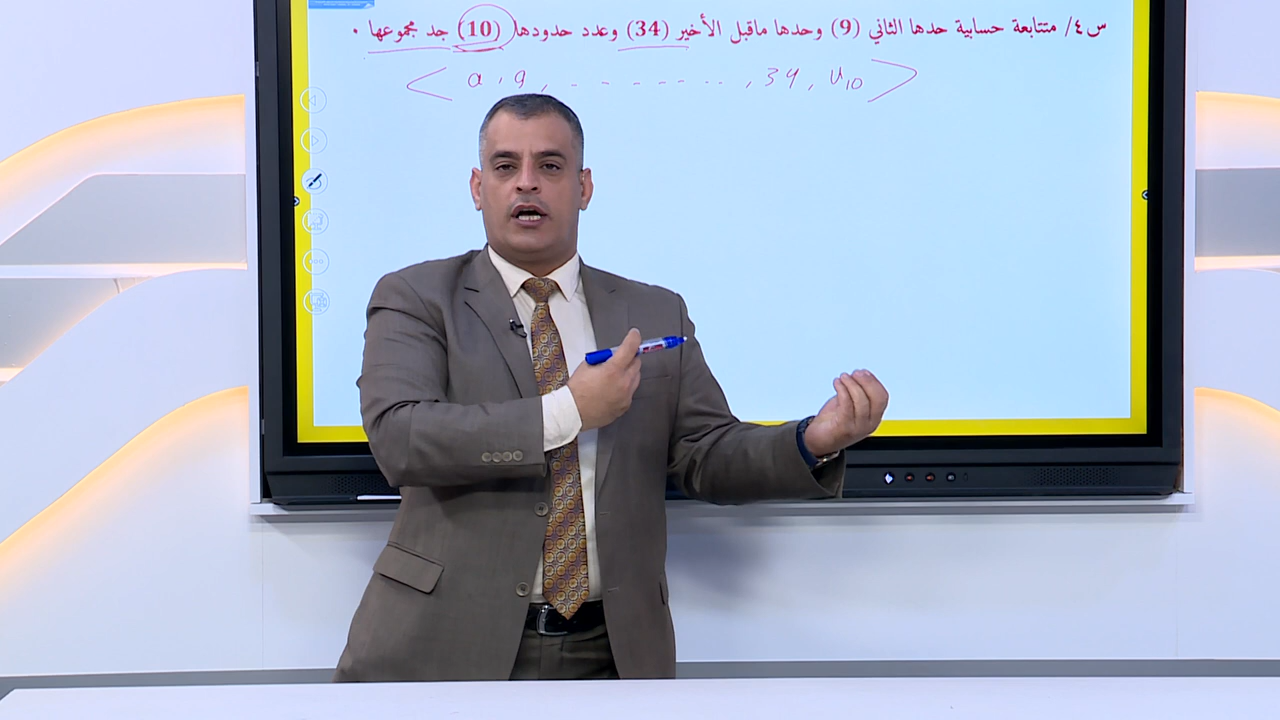 س٤/ متتابعة حسابية حدها الثاني (9) وحدها ماقبل الأخير (34) وعدد حدودها (10) جد مجموعها .
< a , 9 , - - - - - - - , 34 , u₁₀ >